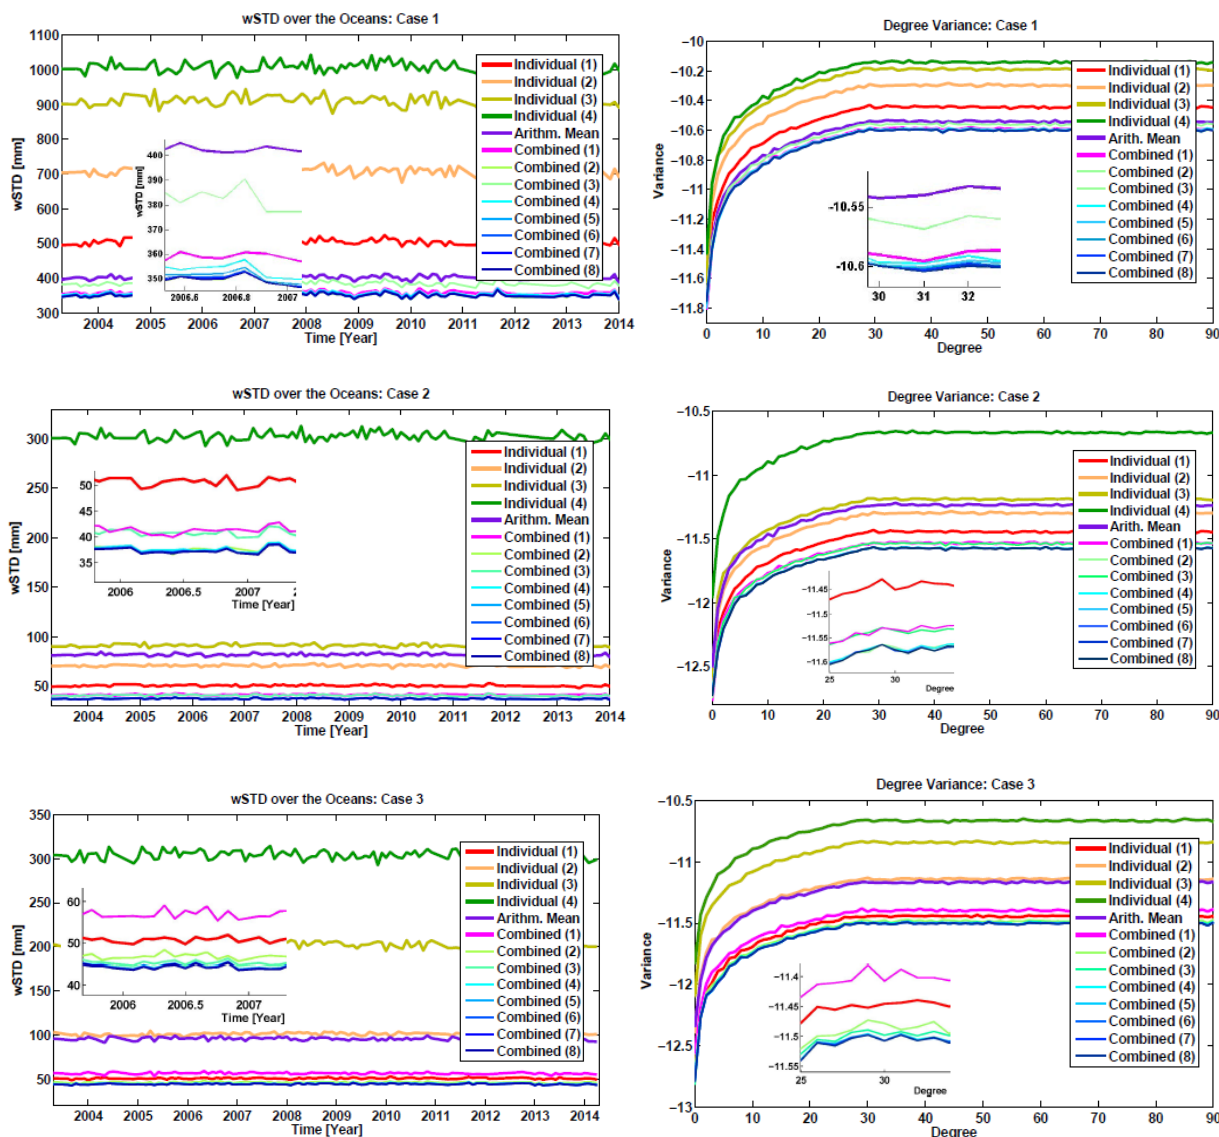 wSTD over the Oceans: Case 1
1100
1000
900
800
700
600
500
400
300
wSTD [mm]
2004 2005 2006 2007 2008 2009 2010 2011 2012 2013 2014
Time [Year]
Individual (1)
Individual (2)
Individual (3)
Individual (4)
Arithm. Mean
Combined (1)
Combined (2)
Combined (3)
Combined (4)
Combined (5)
Combined (6)
Combined (7)
Combined (8)
400
390
380
370
360
350
wSTD [mm]
2006.6 2006.8 2007
Degree Variance: Case 1
−10
−10.2
−10.4
−10.6
−10.8
−11
−11.2
−11.4
−11.6
−11.8
Variance
0 10 20 30 40 50 60 70 80 90
Degree
Individual (1)
Individual (2)
Individual (3)
Individual (4)
Arith. Mean
Combined (1)
Combined (2)
Combined (3)
Combined (4)
Combined (5)
Combined (6)
Combined (7)
Combined (8)
-10.55
-10.6
30 31 32
wSTD over the Oceans: Case 2
300
250
200
150
100
50
wSTD [mm]
2004 2005 2006 2007 2008 2009 2010 2011 2012 2013 2014
Time [Year]
Individual (1)
Individual (2)
Individual (3)
Individual (4)
Arithm. Mean
Combined (1)
Combined (2)
Combined (3)
Combined (4)
Combined (5)
Combined (6)
Combined (7)
Combined (8)
50
45
40
35
wSTD [mm]
2006 2006.5 2007
Time [Year]
Degree Variance: Case 2
−10.5
−11
−11.5
−12
−12.5
Variance
0 10 20 30 40 50 60 70 80 90
Degree
Individual (1)
Individual (2)
Individual (3)
Individual (4)
Arith. Mean
Combined (1)
Combined (2)
Combined (3)
Combined (4)
Combined (5)
Combined (6)
Combined (7)
Combined (8)
−11.45
−11.5
−11.55
−11.6
25 30
Degree
wSTD over the Oceans: Case 3
350
300
250
200
150
100
50
wSTD [mm]
2004 2005 2006 2007 2008 2009 2010 2011 2012 2013 2014
Time [Year]
Individual (1)
Individual (2)
Individual (3)
Individual (4)
Arithm. Mean
Combined (1)
Combined (2)
Combined (3)
Combined (4)
Combined (5)
Combined (6)
Combined (7)
Combined (8)
60
50
40
wSTD [mm]
2006 2006.5 2007
Time [Year]
Degree Variance: Case 3
−10.5
−11
−11.5
−12
−12.5
−13
Variance
0 10 20 30 40 50 60 70 80 90
Degree
Individual (1)
Individual (2)
Individual (3)
Individual (4)
Arith. Mean
Combined (1)
Combined (2)
Combined (3)
Combined (4)
Combined (5)
Combined (6)
Combined (7)
Combined (8)
−11.4
−11.45
−11.5
−11.55
25 30
Degree